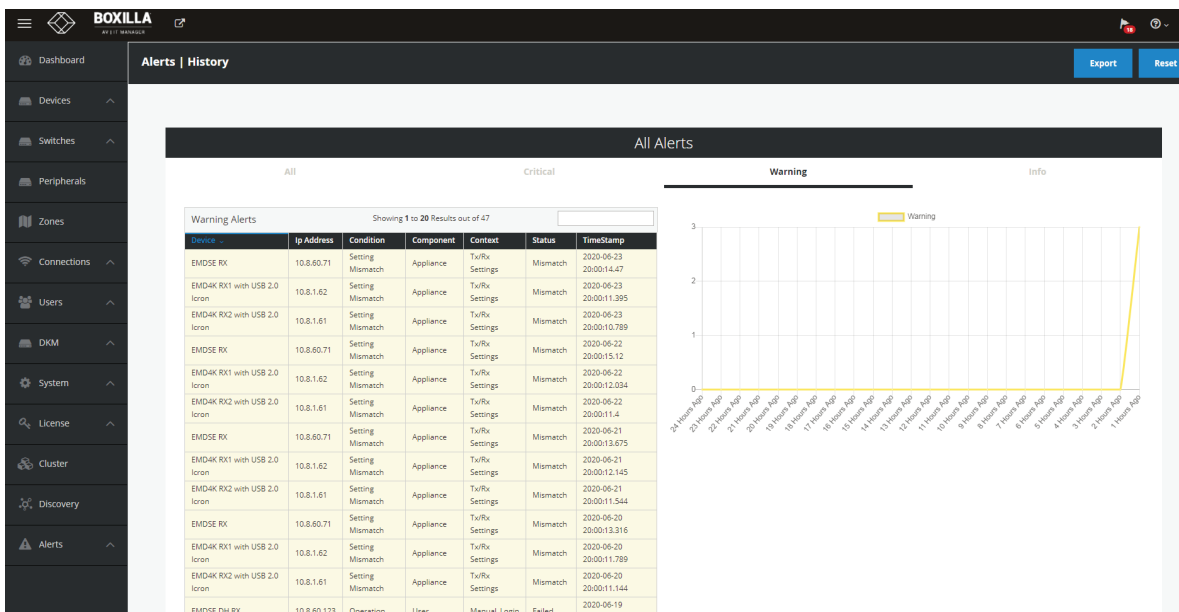 BOXILLA
AV | IT MANAGER
18
Dashboard
Devices
Switches
Peripherals
Zones
Connections
Users
DKM
System
License
Cluster
Discovery
Alerts
Alerts | History
Export
Reset
All Alerts
All Critical Warning Info
Warning Alerts Showing 1 to 20 Results out of 47
Device Ip Address Condition Component Context Status TimeStamp
EMDSE RX 10.8.60.71 Setting Mismatch Appliance Tx/Rx Settings Mismatch 2020-06-23 20:00:14.47
EMD4K RX1 with USB 2.0 Icron 10.8.1.62 Setting Mismatch Appliance Tx/Rx Settings Mismatch 2020-06-23 20:00:11.395
EMD4K RX2 with USB 2.0 Icron 10.8.1.61 Setting Mismatch Appliance Tx/Rx Settings Mismatch 2020-06-23 20:00:10.789
EMDSE RX 10.8.60.71 Setting Mismatch Appliance Tx/Rx Settings Mismatch 2020-06-22 20:00:15.12
EMD4K RX1 with USB 2.0 Icron 10.8.1.62 Setting Mismatch Appliance Tx/Rx Settings Mismatch 2020-06-22 20:00:12.034
EMD4K RX2 with USB 2.0 Icron 10.8.1.61 Setting Mismatch Appliance Tx/Rx Settings Mismatch 2020-06-22 20:00:11.4
EMDSE RX 10.8.60.71 Setting Mismatch Appliance Tx/Rx Settings Mismatch 2020-06-21 20:00:13.675
EMD4K RX1 with USB 2.0 Icron 10.8.1.62 Setting Mismatch Appliance Tx/Rx Settings Mismatch 2020-06-21 20:00:12.145
EMD4K RX2 with USB 2.0 Icron 10.8.1.61 Setting Mismatch Appliance Tx/Rx Settings Mismatch 2020-06-21 20:00:11.544
EMDSE RX 10.8.60.71 Setting Mismatch Appliance Tx/Rx Settings Mismatch 2020-06-20 20:00:13.316
EMD4K RX1 with USB 2.0 Icron 10.8.1.62 Setting Mismatch Appliance Tx/Rx Settings Mismatch 2020-06-20 20:00:11.789
EMD4K RX2 with USB 2.0 Icron 10.8.1.61 Setting Mismatch Appliance Tx/Rx Settings Mismatch 2020-06-20 20:00:11.144
EMDSE DH RX 10.8.60.123 Operation User Manual Login Failed 2020-06-19
Warning
3
2
1
0
24 Hours Ago
23 Hours Ago
22 Hours Ago
21 Hours Ago
20 Hours Ago
19 Hours Ago
18 Hours Ago
17 Hours Ago
16 Hours Ago
15 Hours Ago
14 Hours Ago
13 Hours Ago
12 Hours Ago
11 Hours Ago
10 Hours Ago
9 Hours Ago
8 Hours Ago
7 Hours Ago
6 Hours Ago
5 Hours Ago
4 Hours Ago
3 Hours Ago
2 Hours Ago
1 Hours Ago